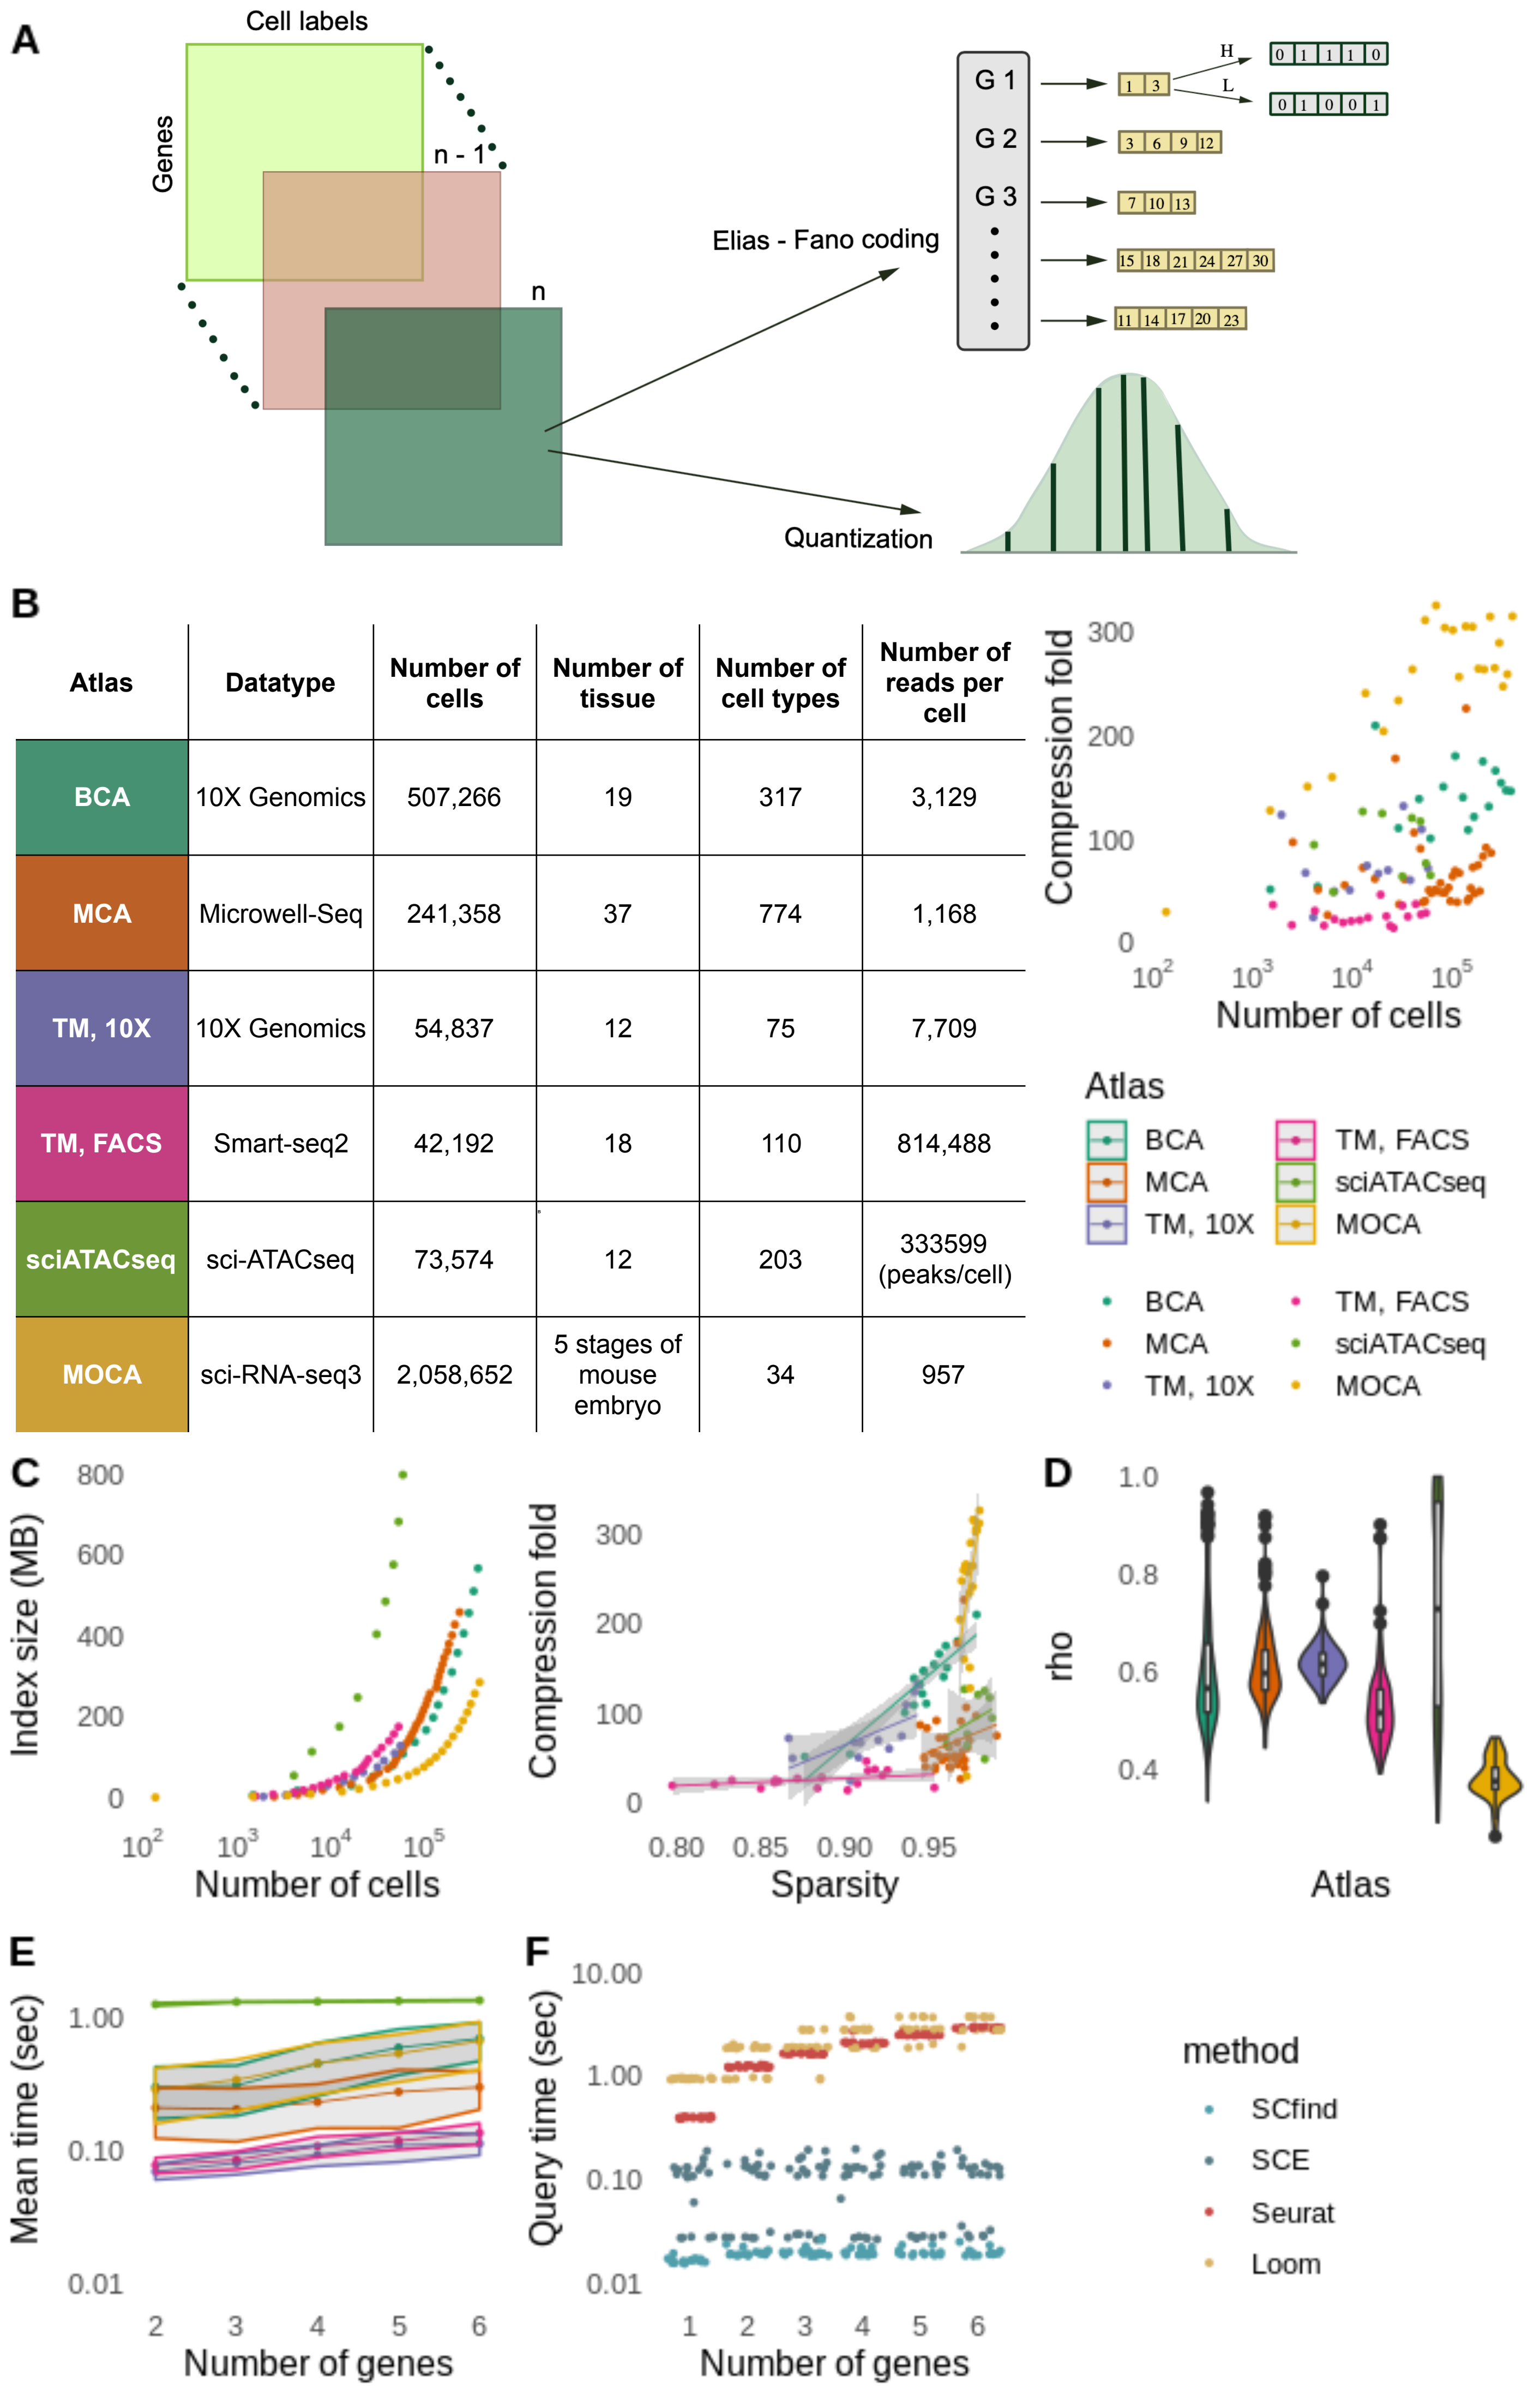 A
Cell labels
Genes
n - 1
n
Elias - Fano coding
Quantization
G 1
G 2
G 3
1 3
H
0 1 1 1 0
L
0 1 0 0 1
3 6 9 12
7 10 13
15 18 21 24 27 30
11 14 17 20 23
B
Atlas
Datatype
Number of
cells
Number of
tissue
Number of
cell types
Number of
reads per
cell
BCA 10X Genomics 507,266 19 317 3,129
MCA Microwell-Seq 241,358 37 774 1,168
TM, 10X 10X Genomics 54,837 12 75 7,709
TM, FACS Smart-seq2 42,192 18 110 814,488
sciATACseq sci-ATACseq 73,574 12 203 333599
(peaks/cell)
MOCA sci-RNA-seq3 2,058,652 5 stages of
mouse
embryo
34 957
Compression fold
300
200
100
0
10² 10³ 10⁴ 10⁵
Number of cells
Atlas
BCA TM, FACS
MCA sciATACseq
TM, 10X MOCA
BCA TM, FACS
MCA sciATACseq
TM, 10X MOCA
C
Index size (MB)
800
600
400
200
0
10² 10³ 10⁴ 10⁵
Number of cells
Compression fold
300
200
100
0
0.80 0.85 0.90 0.95
Sparsity
D
rho
1.0
0.8
0.6
0.4
Atlas
E
Mean time (sec)
1.00
0.10
0.01
2 3 4 5 6
Number of genes
F
Query time (sec)
10.00
1.00
0.10
0.01
1 2 3 4 5 6
Number of genes
method
SCfind
SCE
Seurat
Loom